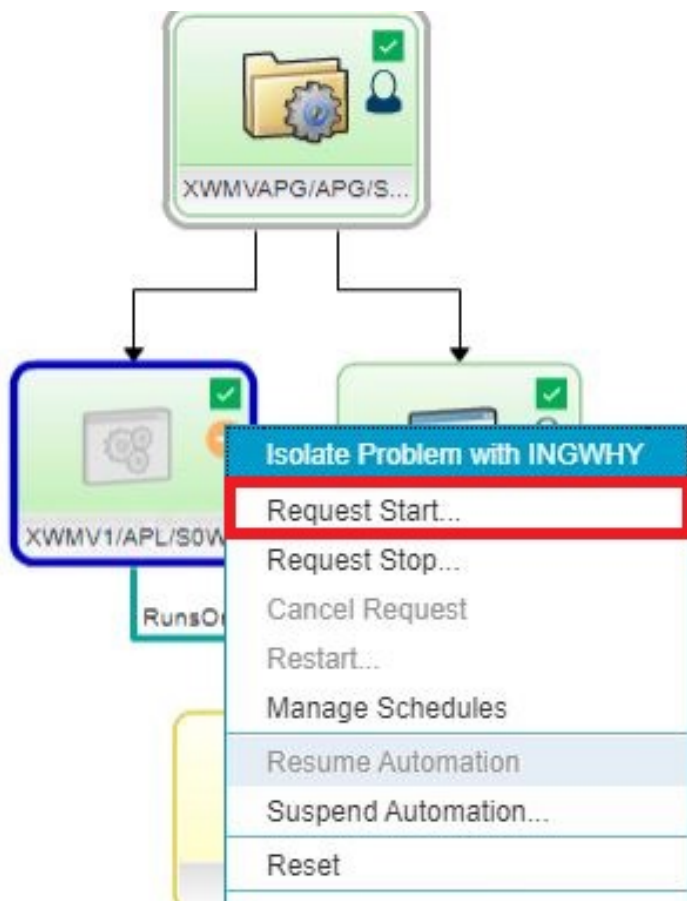 XWMVAPG/APG/S...
XWMV1/APL/S0W
RunsO
Isolate Problem with INGWHY
Request Start...
Request Stop...
Cancel Request
Restart...
Manage Schedules
Resume Automation
Suspend Automation...
Reset